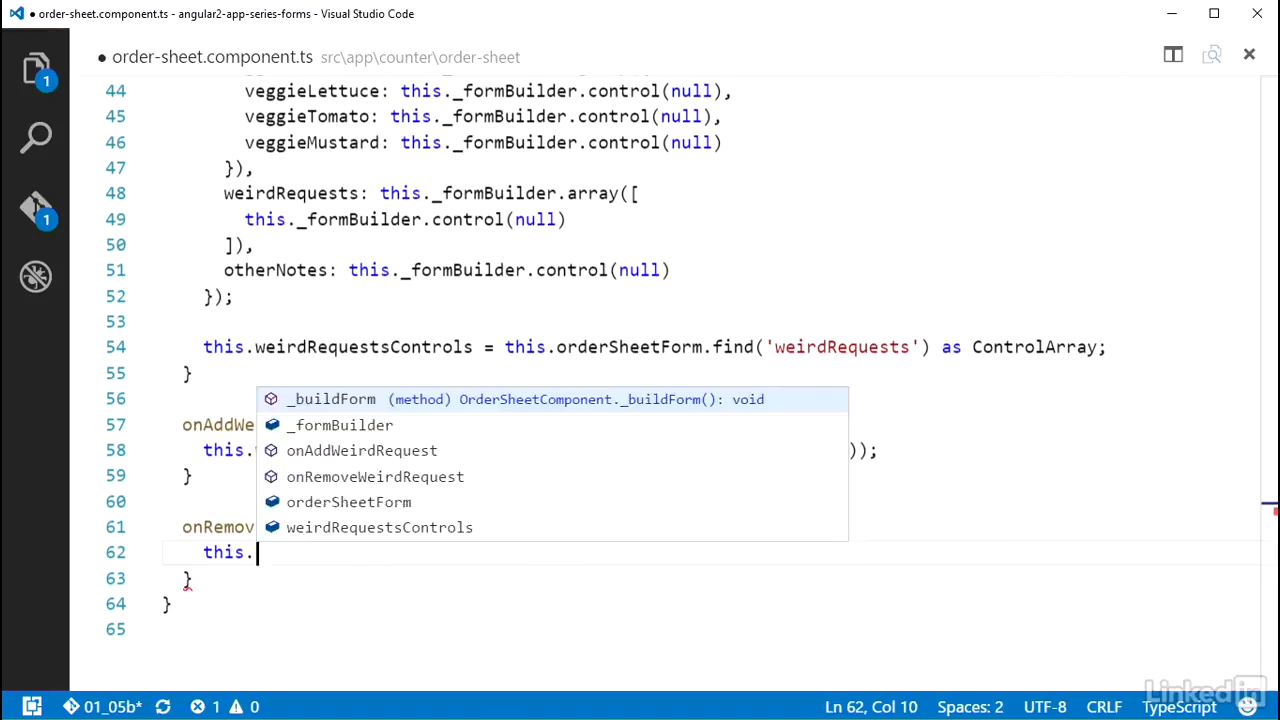 order-sheet.component.ts - angular2-app-series-forms - Visual Studio Code
order-sheet.component.ts src\app\counter\order-sheet
44 veggieLettuce: this._formBuilder.control(null),
45 veggieTomato: this._formBuilder.control(null),
46 veggieMustard: this._formBuilder.control(null)
47 }),
48 weirdRequests: this._formBuilder.array([
49 this._formBuilder.control(null)
50 ]),
51 otherNotes: this._formBuilder.control(null)
52 });
53
54 this.weirdRequestsControls = this.orderSheetForm.find('weirdRequests') as ControlArray;
55 }
56 _buildForm (method) OrderSheetComponent._buildForm(): void
57 onAddWe _formBuilder
58 this. onAddWeirdRequest ));
59 } onRemoveWeirdRequest
60 orderSheetForm
61 onRemov weirdRequestsControls
62 this.
63 }
64 }
65
1
1
01_05b* 1 0 Ln 62, Col 10 Spaces: 2 UTF-8 CRLF TypeScript
LinkedIn